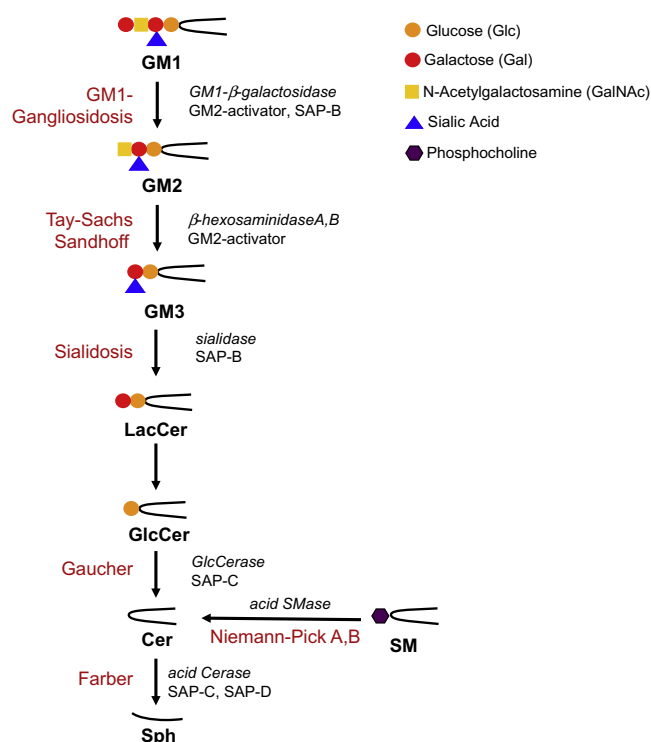 GM1
Glucose (Glc)
Galactose (Gal)
N-Acetylgalactosamine (GalNAc)
Sialic Acid
Phosphocholine
GM1-
Gangliosidosis
GM1-β-galactosidase
GM2-activator, SAP-B
GM2
Tay-Sachs
Sandhoff
β-hexosaminidaseA,B
GM2-activator
GM3
Sialidosis
sialidase
SAP-B
LacCer
GlcCer
Gaucher
GlcCerase
SAP-C
Cer
acid SMase
Niemann-Pick A,B
SM
Farber
acid Cerase
SAP-C, SAP-D
Sph